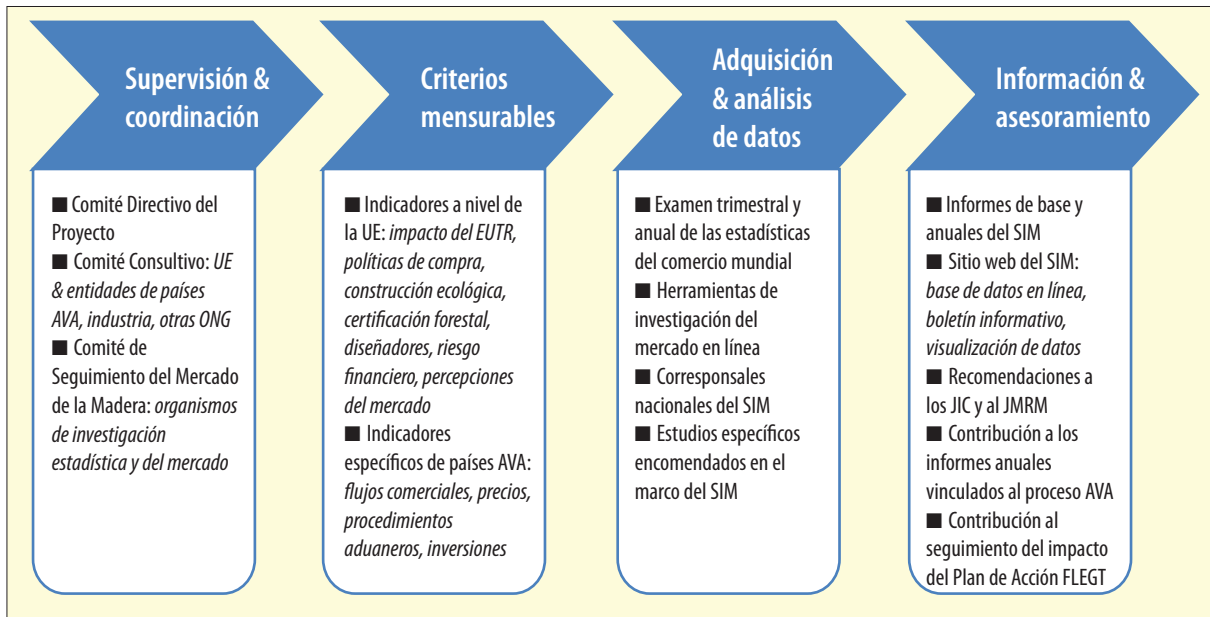 Supervisión &
coordinación
■ Comité Directivo del
Proyecto
■ Comité Consultivo: UE
& entidades de países
AVA, industria, otras ONG
■ Comité de
Seguimiento del Mercado
de la Madera: organismos
de investigación
estadística y del mercado
Criterios
mensurables
■ Indicadores a nivel de
la UE: impacto del EUTR,
políticas de compra,
construcción ecológica,
certificación forestal,
diseñadores, riesgo
financiero, percepciones
del mercado
■ Indicadores
específicos de países AVA:
flujos comerciales, precios,
procedimientos
aduaneros, inversiones
Adquisición
& análisis
de datos
■ Examen trimestral y
anual de las estadísticas
del comercio mundial
■ Herramientas de
investigación del
mercado en línea
■ Corresponsales
nacionales del SIM
■ Estudios específicos
encomendados en el
marco del SIM
Información &
asesoramiento
■ Informes de base y
anuales del SIM
■ Sitio web del SIM:
base de datos en línea,
boletín informativo,
visualización de datos
■ Recomendaciones a
los JIC y al JMRM
■ Contribución a los
informes anuales
vinculados al proceso AVA
■ Contribución al
seguimiento del impacto
del Plan de Acción FLEGT